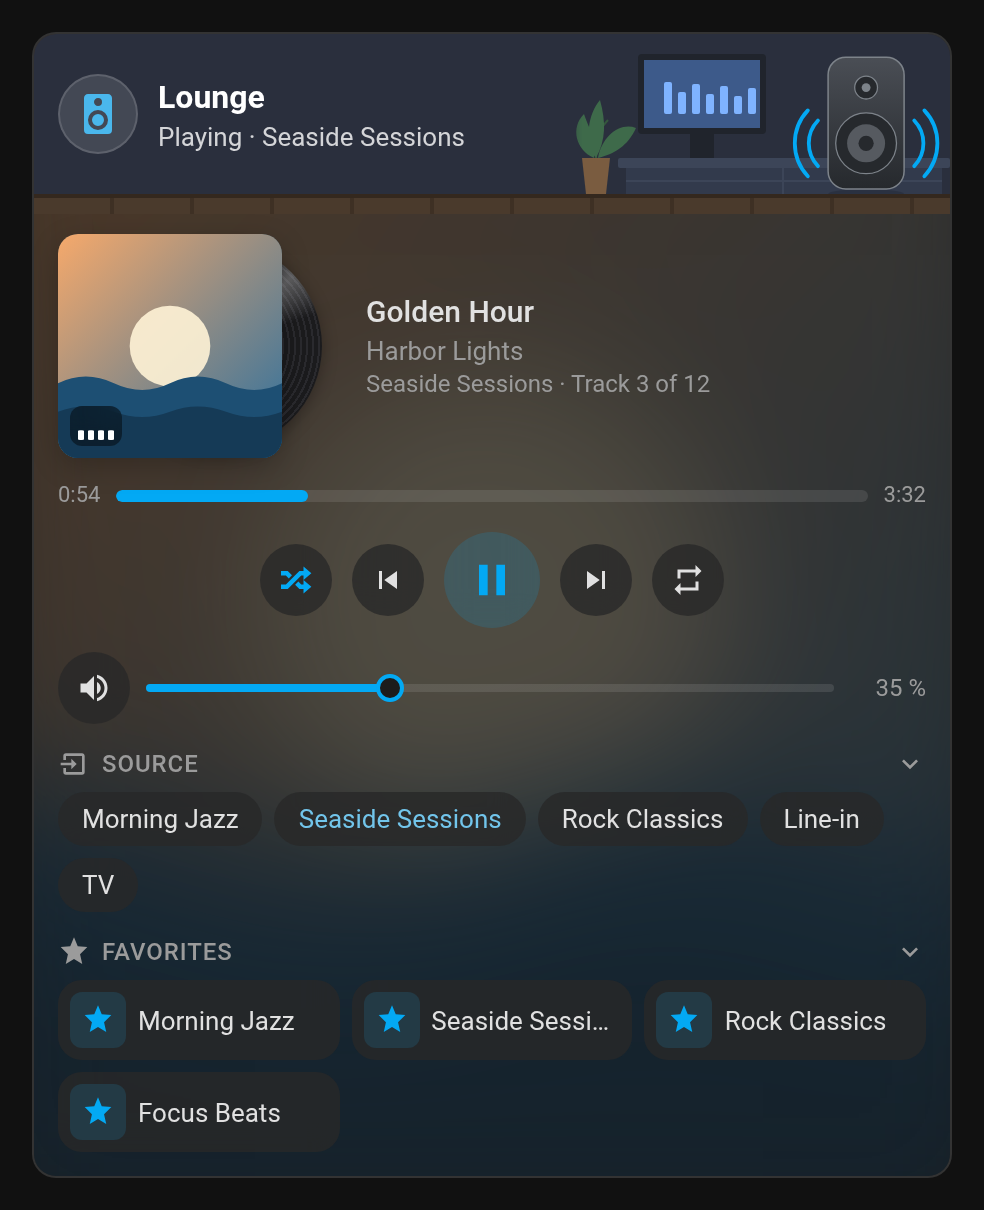 Lounge
Playing · Seaside Sessions
Golden Hour
Harbor Lights
Seaside Sessions · Track 3 of 12
0:54 3:32
35 %
SOURCE
Morning Jazz Seaside Sessions Rock Classics Line-in
TV
FAVORITES
Morning Jazz Seaside Sessi... Rock Classics
Focus Beats